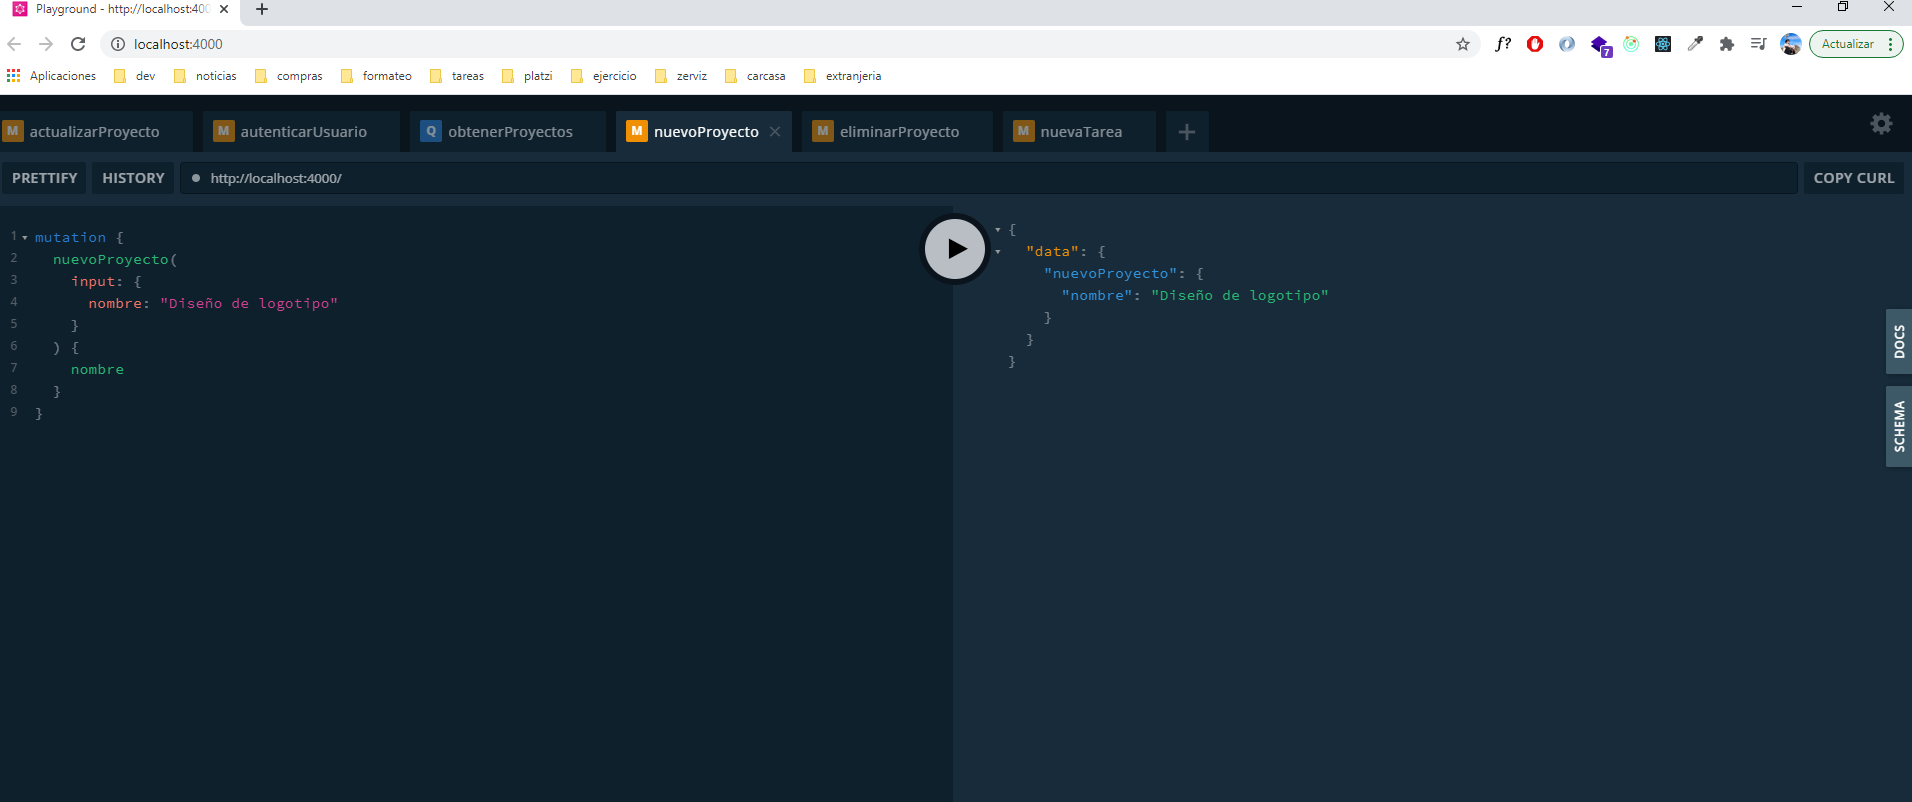 Playground - http://localhost:400
localhost:4000
f?
7
Actualizar
Aplicaciones dev noticias compras formateo tareas platzi ejercicio zerviz carcasa extranjeria
M actualizarProyecto M autenticarUsuario Q obtenerProyectos M nuevoProyecto M eliminarProyecto M nuevaTarea
PRETTIFY HISTORY http://localhost:4000/ COPY CURL
1 mutation {
2 nuevoProyecto(
3 input: {
4 nombre: "Diseño de logotipo"
5 }
6 ) {
7 nombre
8 }
9 }
{
"data": {
"nuevoProyecto": {
"nombre": "Diseño de logotipo"
}
}
}
DOCS
SCHEMA